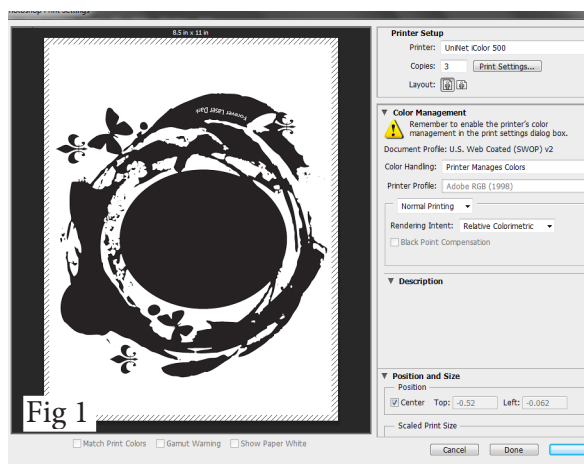 Photoshop Print Settings
8.5 in x 11 in
Forever Laser Dark
Fig 1
Match Print Colors
Gamut Warning
Show Paper White
Printer Setup
Printer: UniNet iColor 500
Copies: 3 Print Settings...
Layout:
Color Management
Remember to enable the printer's color
management in the print settings dialog box.
Document Profile: U.S. Web Coated (SWOP) v2
Color Handling: Printer Manages Colors
Printer Profile: Adobe RGB (1998)
Normal Printing
Rendering Intent: Relative Colorimetric
Black Point Compensation
Description
Position and Size
Position
Center Top: -0.52 Left: -0.062
Scaled Print Size
Cancel Done